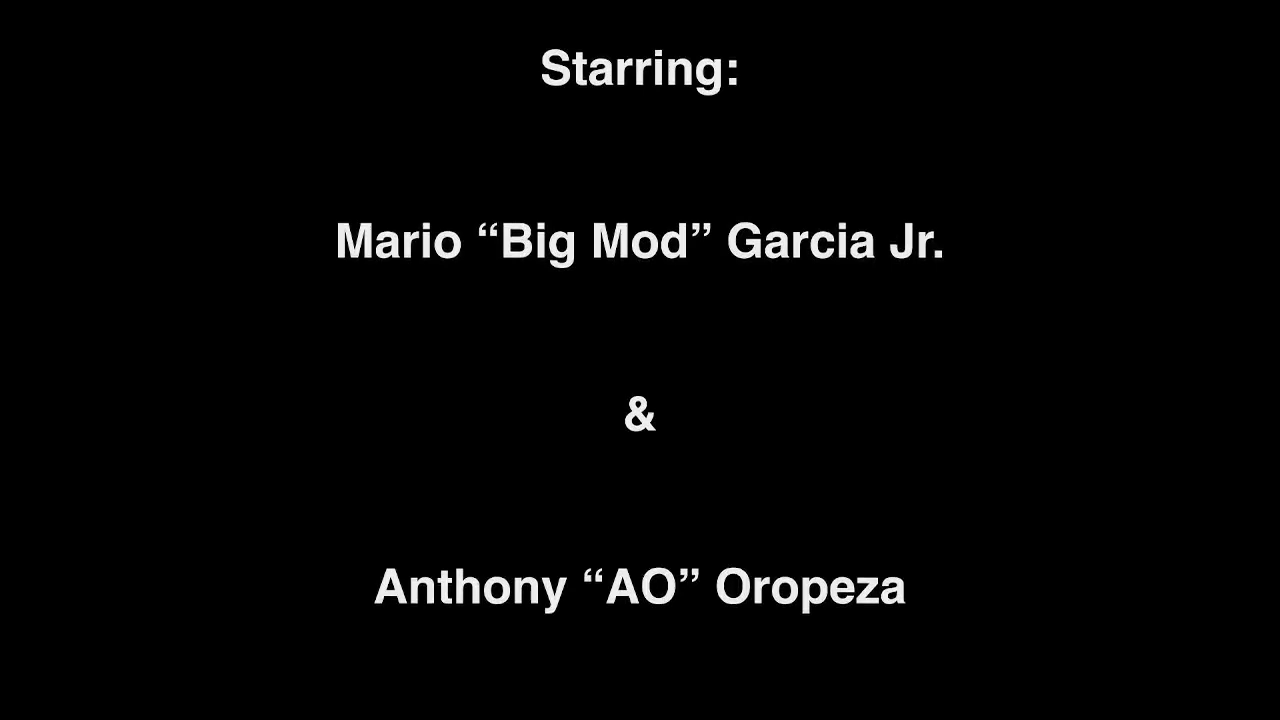 Starring:
Mario “Big Mod” Garcia Jr.
&
Anthony “AO” Oropeza